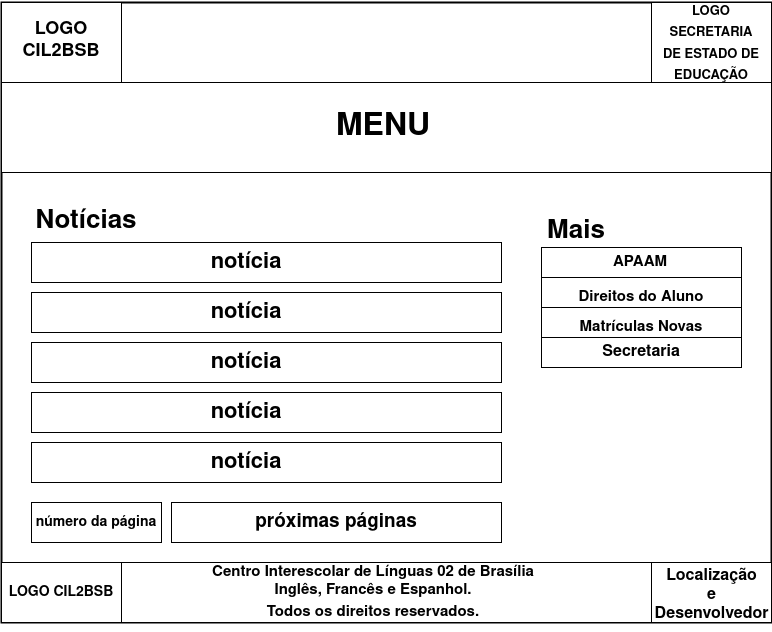 LOGO
CIL2BSB
LOGO
SECRETARIA
DE ESTADO DE
EDUCAÇÃO
MENU
Notícias
notícia
notícia
notícia
notícia
notícia
número da página
próximas páginas
Mais
APAAM
Direitos do Aluno
Matrículas Novas
Secretaria
LOGO CIL2BSB
Centro Interescolar de Línguas 02 de Brasília
Inglês, Francês e Espanhol.
Todos os direitos reservados.
Localização
e
Desenvolvedor